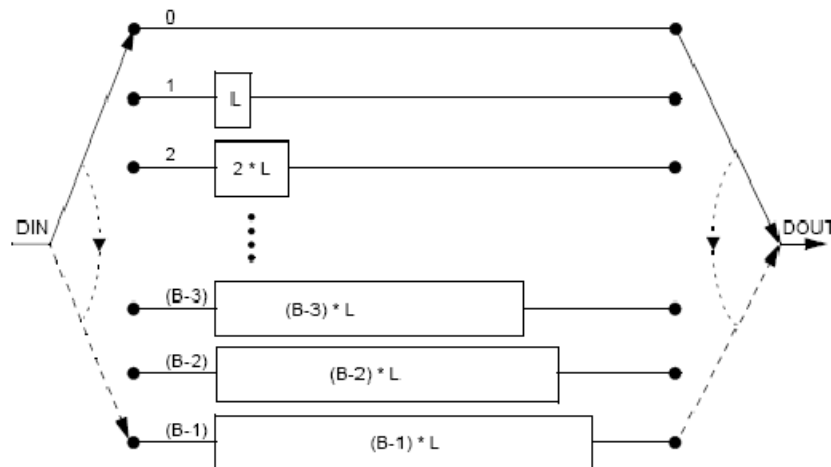 0
1
L
2
2 * L
DIN
DOUT
(B-3)
(B-3) * L
(B-2)
(B-2) * L
(B-1)
(B-1) * L